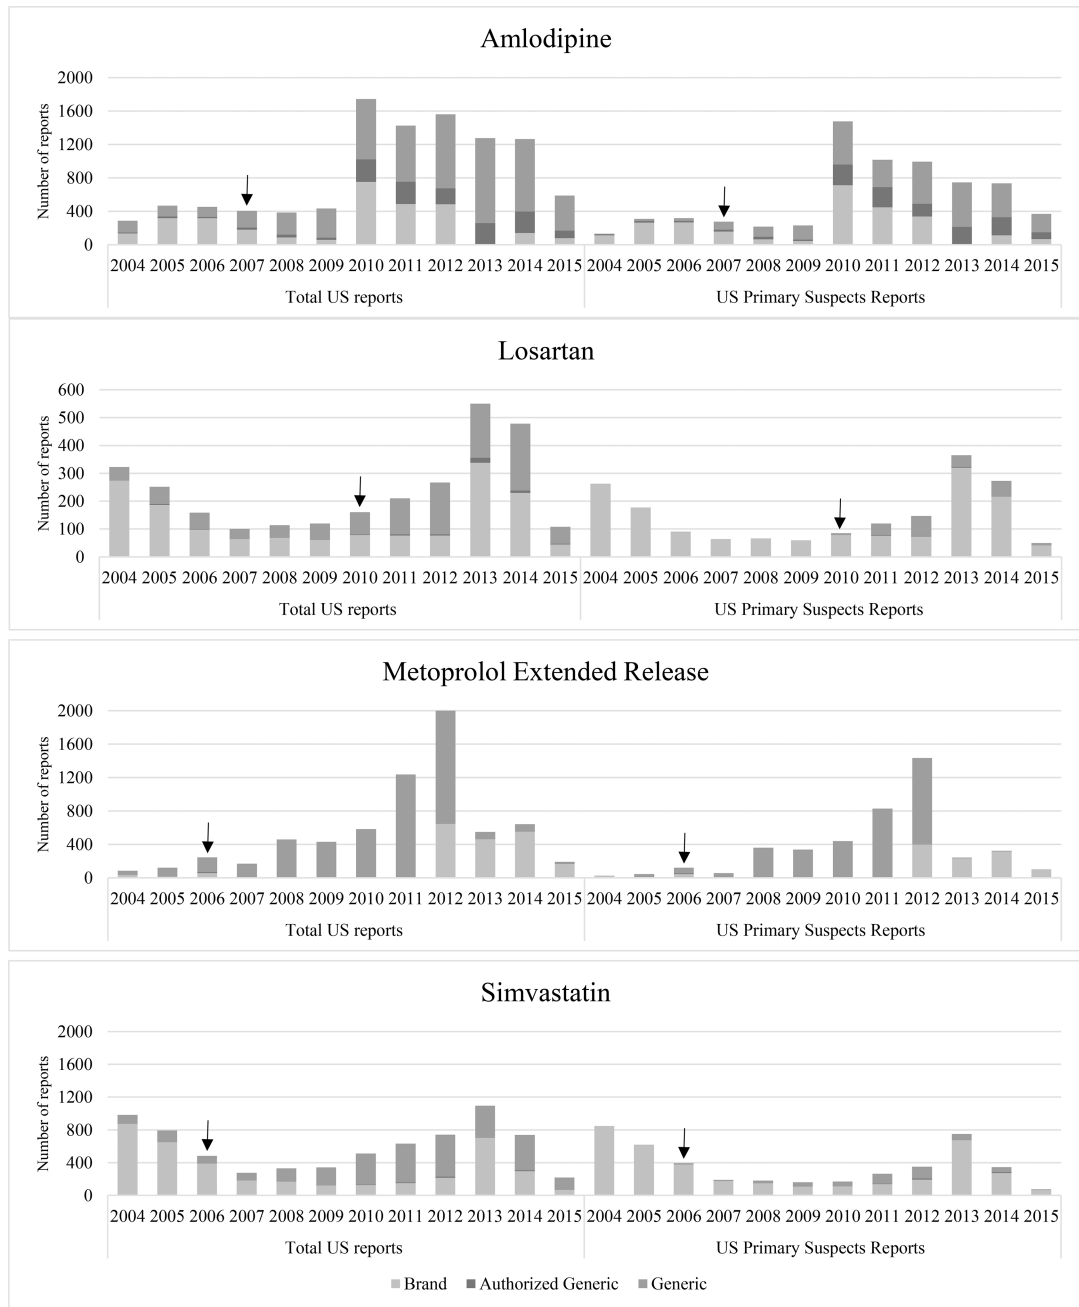 Amlodipine
Number of reports
2000
1600
1200
800
400
0
2004 2005 2006 2007 2008 2009 2010 2011 2012 2013 2014 2015 2004 2005 2006 2007 2008 2009 2010 2011 2012 2013 2014 2015
Total US reports US Primary Suspects Reports
Losartan
Number of reports
600
500
400
300
200
100
0
2004 2005 2006 2007 2008 2009 2010 2011 2012 2013 2014 2015 2004 2005 2006 2007 2008 2009 2010 2011 2012 2013 2014 2015
Total US reports US Primary Suspects Reports
Metoprolol Extended Release
Number of reports
2000
1600
1200
800
400
0
2004 2005 2006 2007 2008 2009 2010 2011 2012 2013 2014 2015 2004 2005 2006 2007 2008 2009 2010 2011 2012 2013 2014 2015
Total US reports US Primary Suspects Reports
Simvastatin
Number of reports
2000
1600
1200
800
400
0
2004 2005 2006 2007 2008 2009 2010 2011 2012 2013 2014 2015 2004 2005 2006 2007 2008 2009 2010 2011 2012 2013 2014 2015
Total US reports US Primary Suspects Reports
Brand Authorized Generic Generic